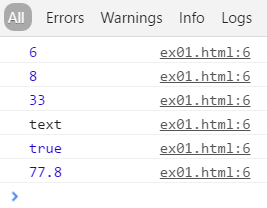 All Errors Warnings Info Logs
6 ex01.html:6
8 ex01.html:6
33 ex01.html:6
text ex01.html:6
true ex01.html:6
77.8 ex01.html:6